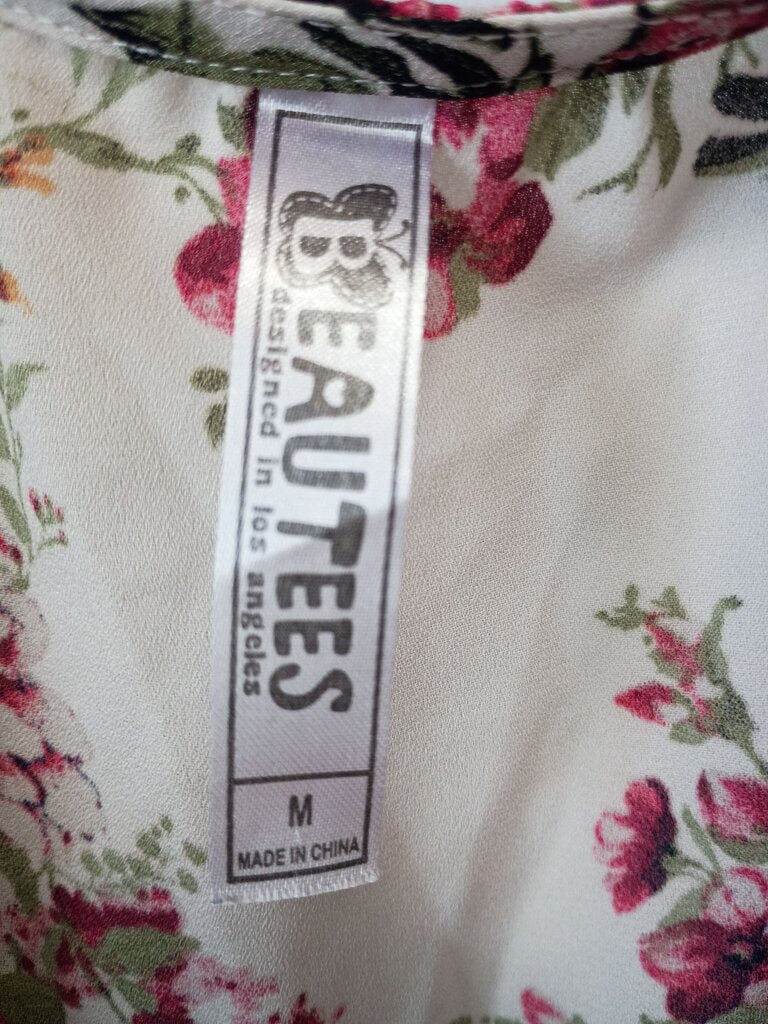 BEAUTEES
designed in los angeles
M
MADE IN CHINA